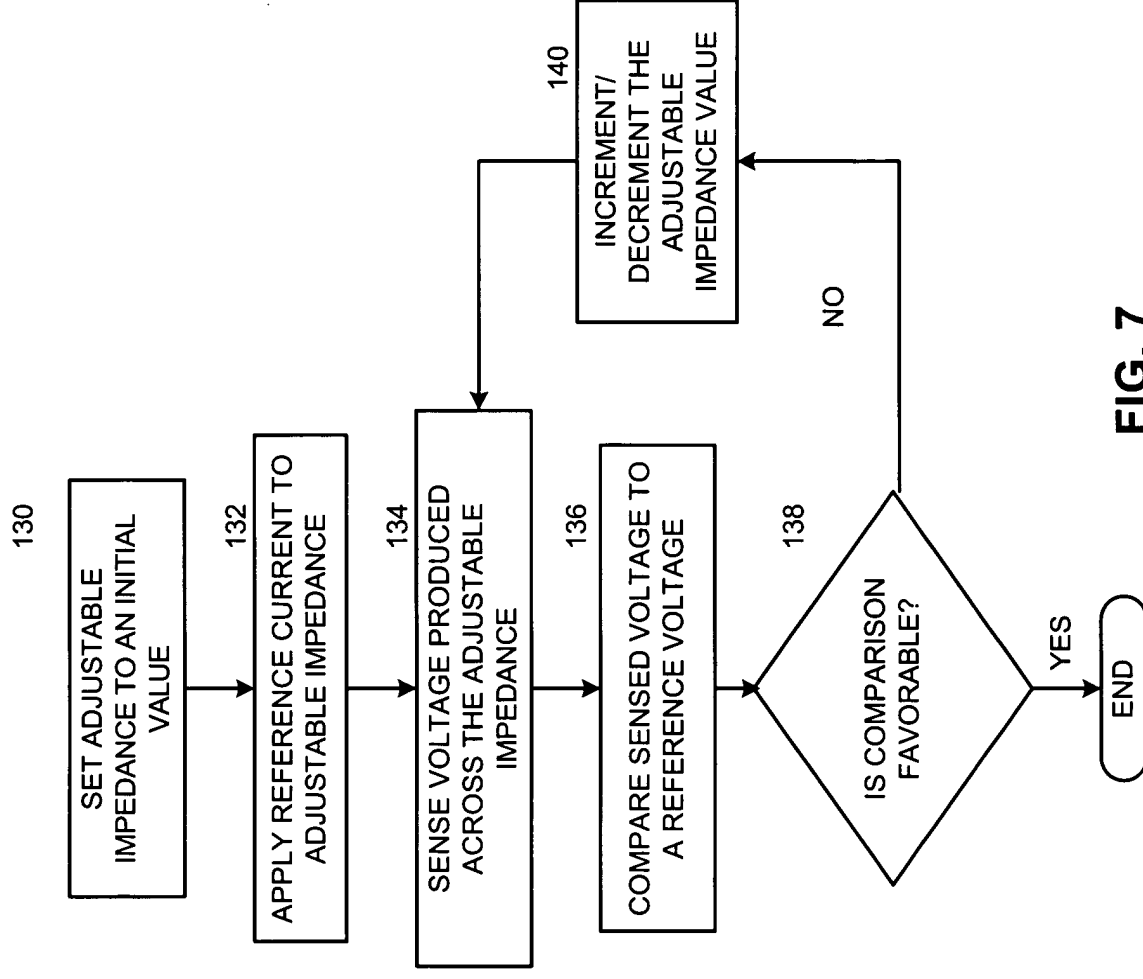 130
SET ADJUSTABLE
IMPEDANCE TO AN INITIAL
VALUE
132
APPLY REFERENCE CURRENT TO
ADJUSTABLE IMPEDANCE
134
SENSE VOLTAGE PRODUCED
ACROSS THE ADJUSTABLE
IMPEDANCE
136
COMPARE SENSED VOLTAGE TO
A REFERENCE VOLTAGE
138
IS COMPARISON
FAVORABLE?
NO
140
INCREMENT/
DECREMENT THE
ADJUSTABLE
IMPEDANCE VALUE
YES
END
FIG. 7